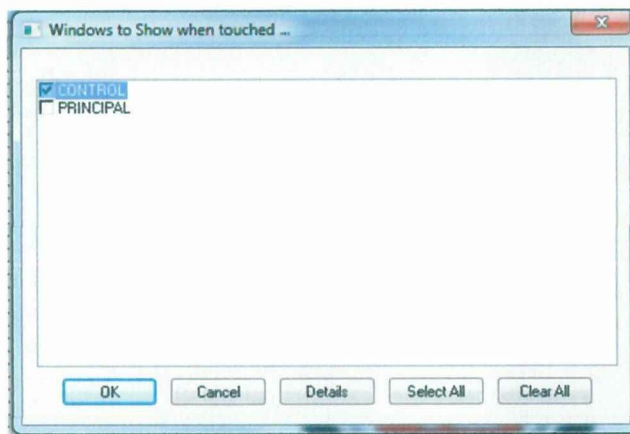 Windows to Show when touched ...
CONTROL
PRINCIPAL
OK Cancel Details Select All Clear All